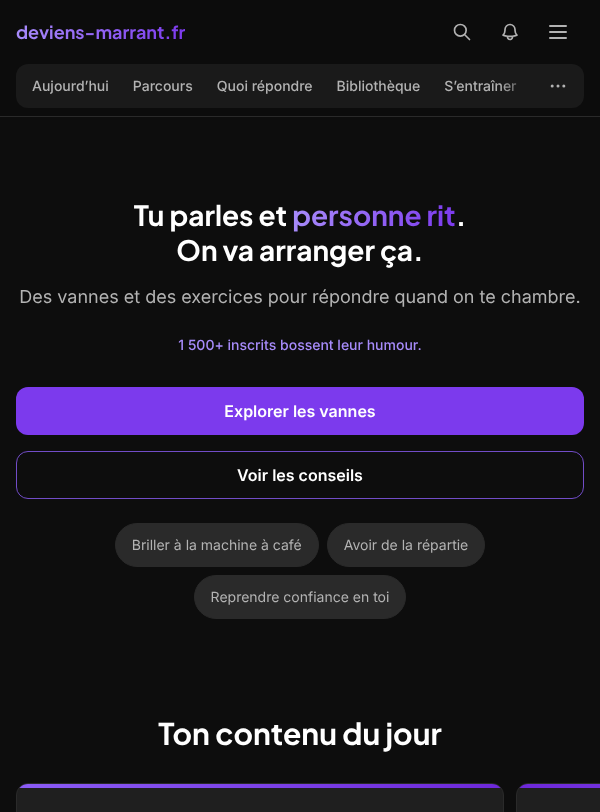 deviens-marrant.fr
Aujourd’hui Parcours Quoi répondre Bibliothèque S’entraîner
Tu parles et personne rit.
On va arranger ça.
Des vannes et des exercices pour répondre quand on te chambre.
1 500+ inscrits bossent leur humour.
Explorer les vannes
Voir les conseils
Briller à la machine à café Avoir de la répartie
Reprendre confiance en toi
Ton contenu du jour